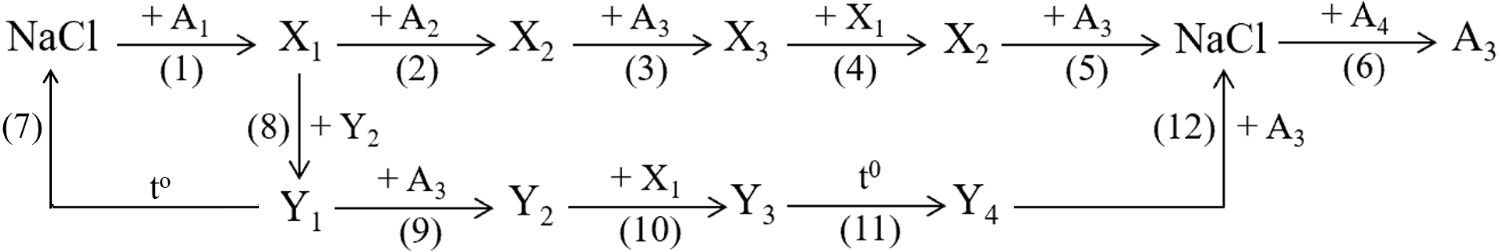 + A₁ + A₂ + A₃ + X₁ + A₃ + A₄
NaCl X₁ X₂ X₃ X₂ NaCl A₃
(1) (2) (3) (4) (5) (6)
(7) (8) + Y₂ (12) + A₃
t° + A₃ + X₁ t⁰
Y₁ Y₂ Y₃ Y₄
(9) (10) (11)